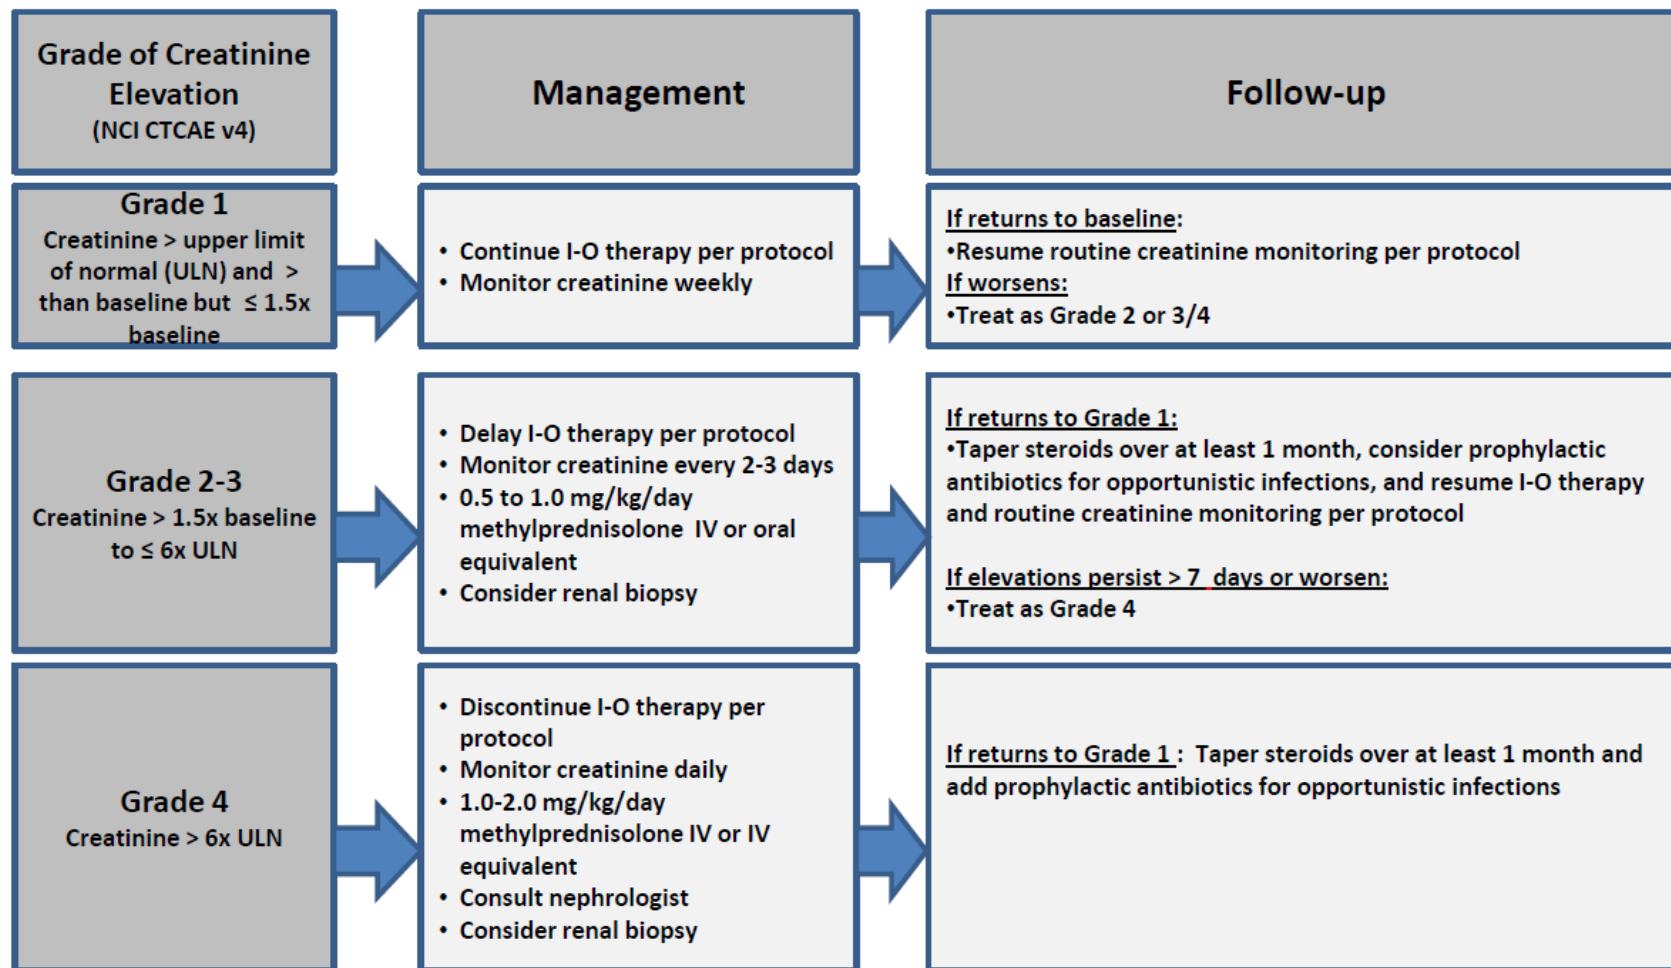 Grade of Creatinine
Elevation
(NCI CTCAE v4)
Management
Follow-up
Grade 1
Creatinine > upper limit
of normal (ULN) and  >
than baseline but  ≤ 1.5x
baseline
• Continue I-O therapy per protocol
• Monitor creatinine weekly
If returns to baseline:
•Resume routine creatinine monitoring per protocol
If worsens:
•Treat as Grade 2 or 3/4
Grade 2-3
Creatinine > 1.5x baseline
to ≤ 6x ULN
• Delay I-O therapy per protocol
• Monitor creatinine every 2-3 days
• 0.5 to 1.0 mg/kg/day
methylprednisolone  IV or oral
equivalent
• Consider renal biopsy
If returns to Grade 1:
•Taper steroids over at least 1 month, consider prophylactic
antibiotics for opportunistic infections, and resume I-O therapy
and routine creatinine monitoring per protocol
If elevations persist > 7  days or worsen:
•Treat as Grade 4
Grade 4
Creatinine > 6x ULN
• Discontinue I-O therapy per
protocol
• Monitor creatinine daily
• 1.0-2.0 mg/kg/day
methylprednisolone IV or IV
equivalent
• Consult nephrologist
• Consider renal biopsy
If returns to Grade 1 :  Taper steroids over at least 1 month and
add prophylactic antibiotics for opportunistic infections